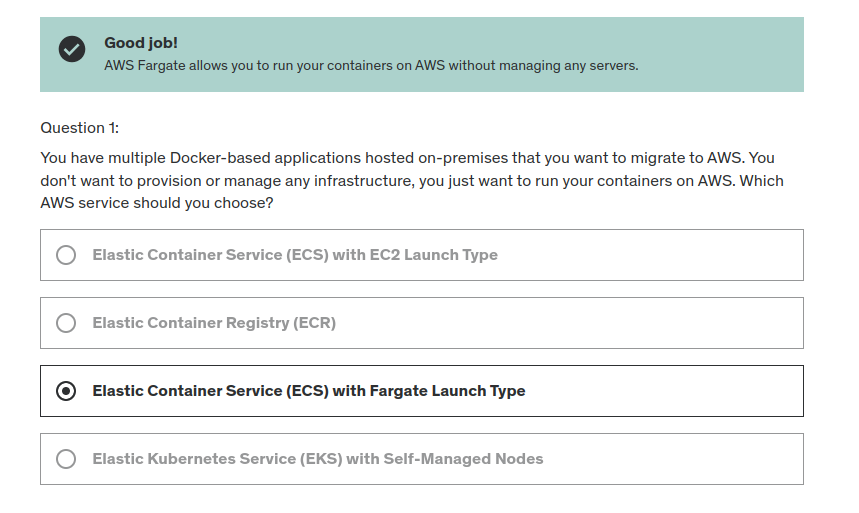 Good job!
AWS Fargate allows you to run your containers on AWS without managing any servers.
Question 1:
You have multiple Docker-based applications hosted on-premises that you want to migrate to AWS. You
don't want to provision or manage any infrastructure, you just want to run your containers on AWS. Which
AWS service should you choose?
Elastic Container Service (ECS) with EC2 Launch Type
Elastic Container Registry (ECR)
Elastic Container Service (ECS) with Fargate Launch Type
Elastic Kubernetes Service (EKS) with Self-Managed Nodes